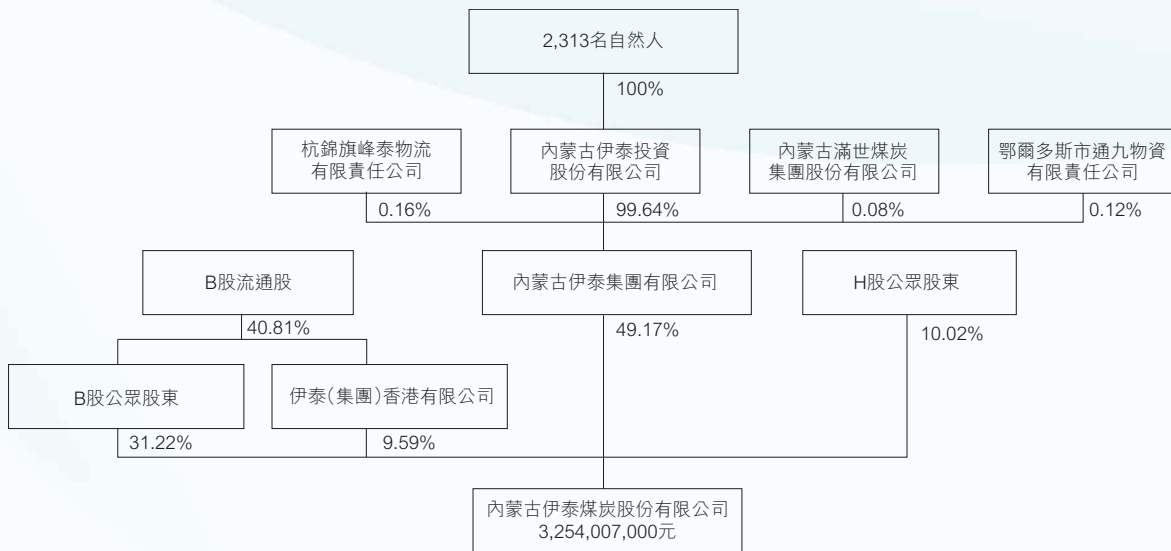 2,313名自然人
100%
杭錦旗峰泰物流
有限責任公司
內蒙古伊泰投資
股份有限公司
內蒙古滿世煤炭
集團股份有限公司
鄂爾多斯市通九物資
有限責任公司
0.16%
99.64%
0.08%
0.12%
B股流通股
內蒙古伊泰集團有限公司
H股公眾股東
40.81%
49.17%
10.02%
B股公眾股東
伊泰(集團)香港有限公司
31.22%
9.59%
內蒙古伊泰煤炭股份有限公司
3,254,007,000元